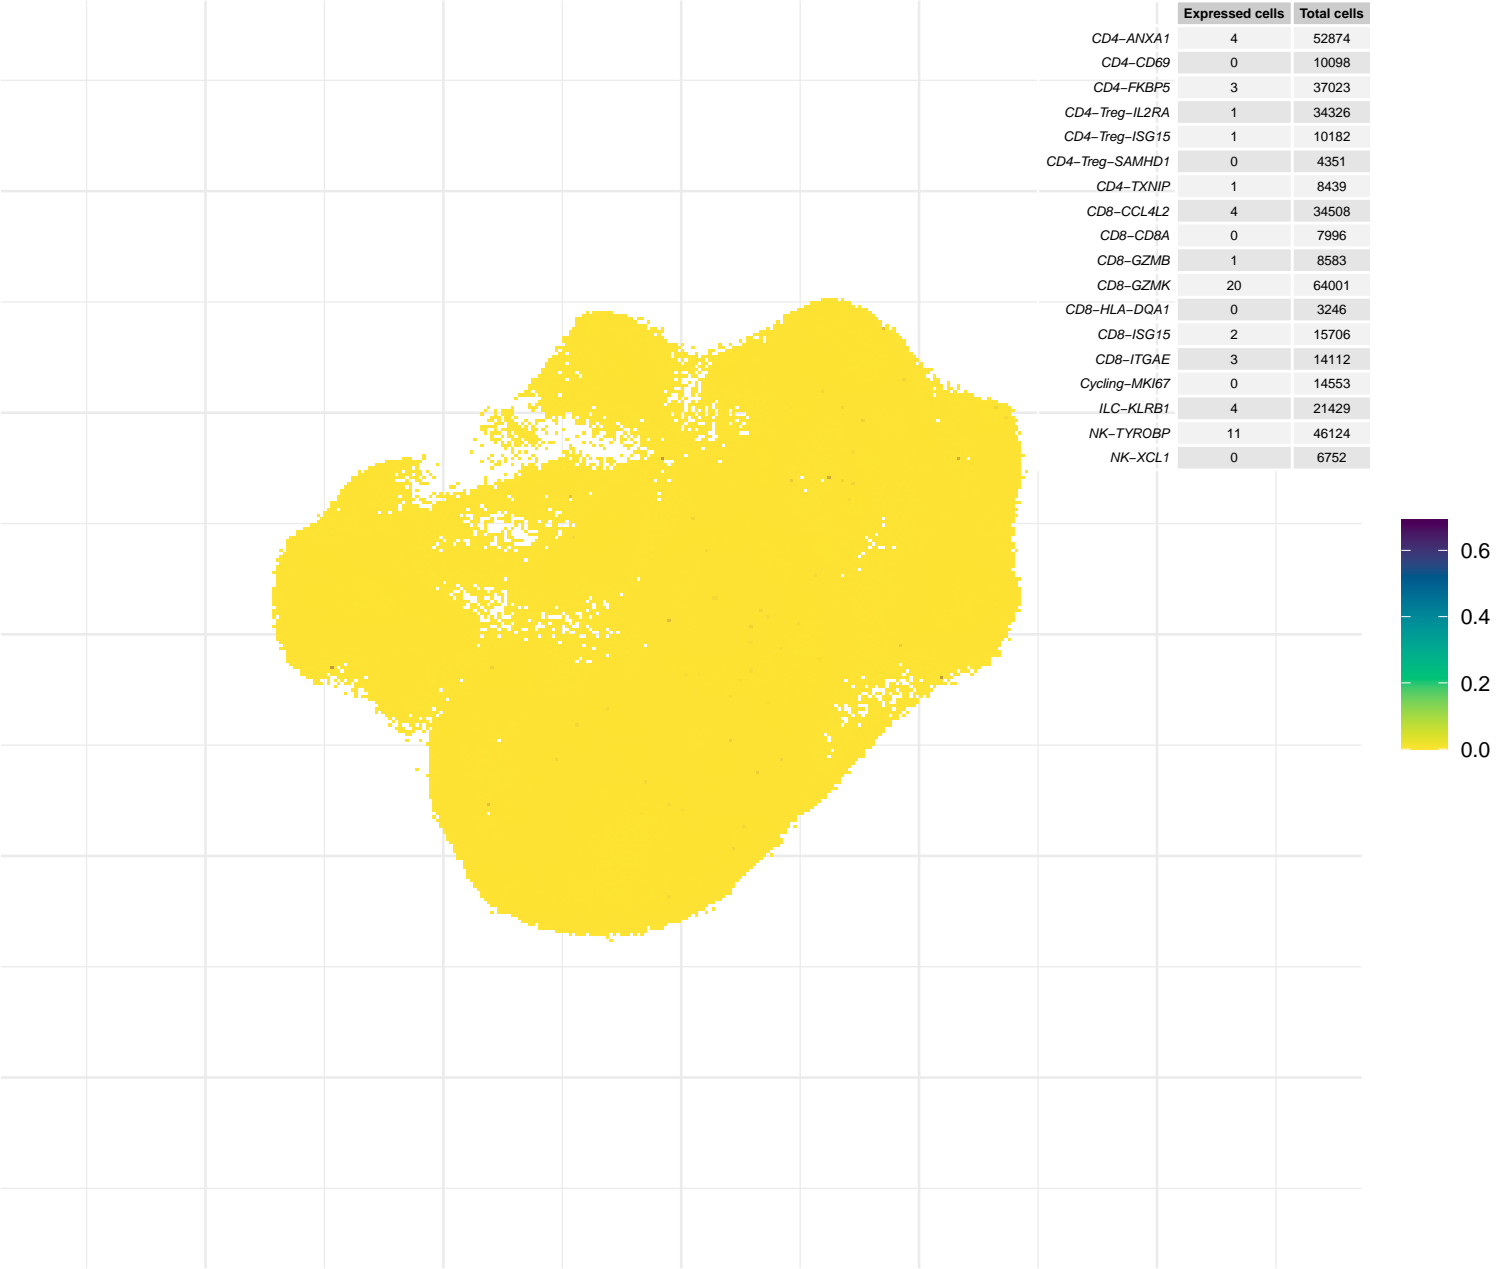 Expressed cells Total cells
CD4−ANXA1 4 52874
CD4−CD69 0 10098
CD4−FKBP5 3 37023
CD4−Treg−IL2RA 1 34326
CD4−Treg−ISG15 1 10182
CD4−Treg−SAMHD1 0 4351
CD4−TXNIP 1 8439
CD8−CCL4L2 4 34508
CD8−CD8A 0 7996
CD8−GZMB 1 8583
CD8−GZMK 20 64001
CD8−HLA−DQA1 0 3246
CD8−ISG15 2 15706
CD8−ITGAE 3 14112
Cycling−MKI67 0 14553
ILC−KLRB1 4 21429
NK−TYROBP 11 46124
NK−XCL1 0 6752
0.6
0.4
0.2
0.0